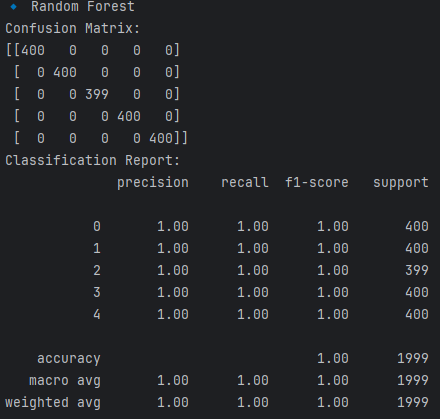 🔹 Random Forest
Confusion Matrix:
[[400   0   0   0   0]
 [  0 400   0   0   0]
 [  0   0 399   0   0]
 [  0   0   0 400   0]
 [  0   0   0   0 400]]
Classification Report:
              precision    recall  f1-score   support

           0       1.00      1.00      1.00       400
           1       1.00      1.00      1.00       400
           2       1.00      1.00      1.00       399
           3       1.00      1.00      1.00       400
           4       1.00      1.00      1.00       400

    accuracy                           1.00      1999
   macro avg       1.00      1.00      1.00      1999
weighted avg       1.00      1.00      1.00      1999